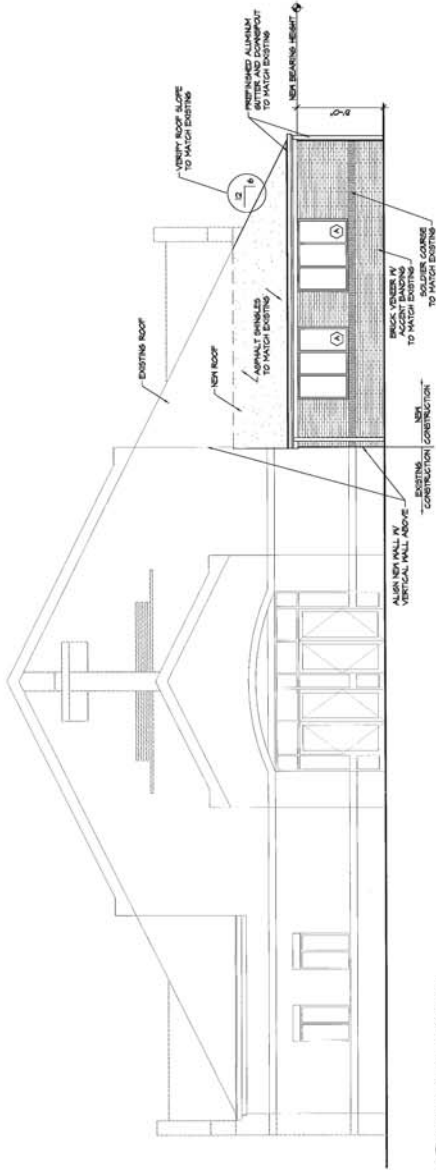 VERIFY ROOF SLOPE
TO MATCH EXISTING
12
6
PREFINISHED ALUMINUM
GUTTER AND DOWNSPOUT
TO MATCH EXISTING
NEW BEARING HEIGHT
EXISTING ROOF
NEW ROOF
ASPHALT SHINGLES
TO MATCH EXISTING
A
A
ALIGN NEW WALL W/
VERTICAL WALL ABOVE
EXISTING
CONSTRUCTION
NEW
CONSTRUCTION
BRICK VENEER W/
ACCENT BANDING
TO MATCH EXISTING
SOLDIER COURSE
TO MATCH EXISTING